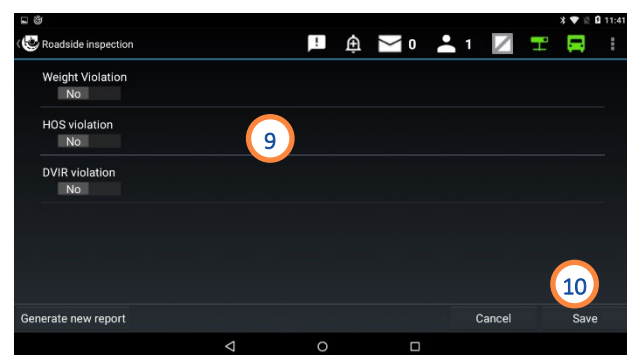 11:41
Roadside inspection
0
1
Weight Violation
No
HOS violation
No
9
DVIR violation
No
10
Generate new report
Cancel
Save